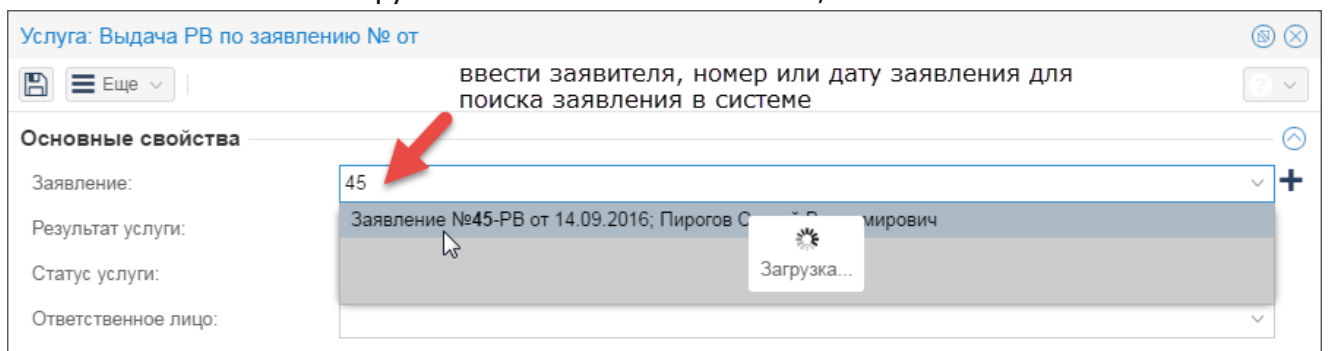 Услуга: Выдача РВ по заявлению № от
Еще
ввести заявителя, номер или дату заявления для
поиска заявления в системе
Основные свойства
Заявление:
45
Заявление №45-РВ от 14.09.2016; Пирогов
Результат услуги:
Загрузка...
Статус услуги:
Ответственное лицо: